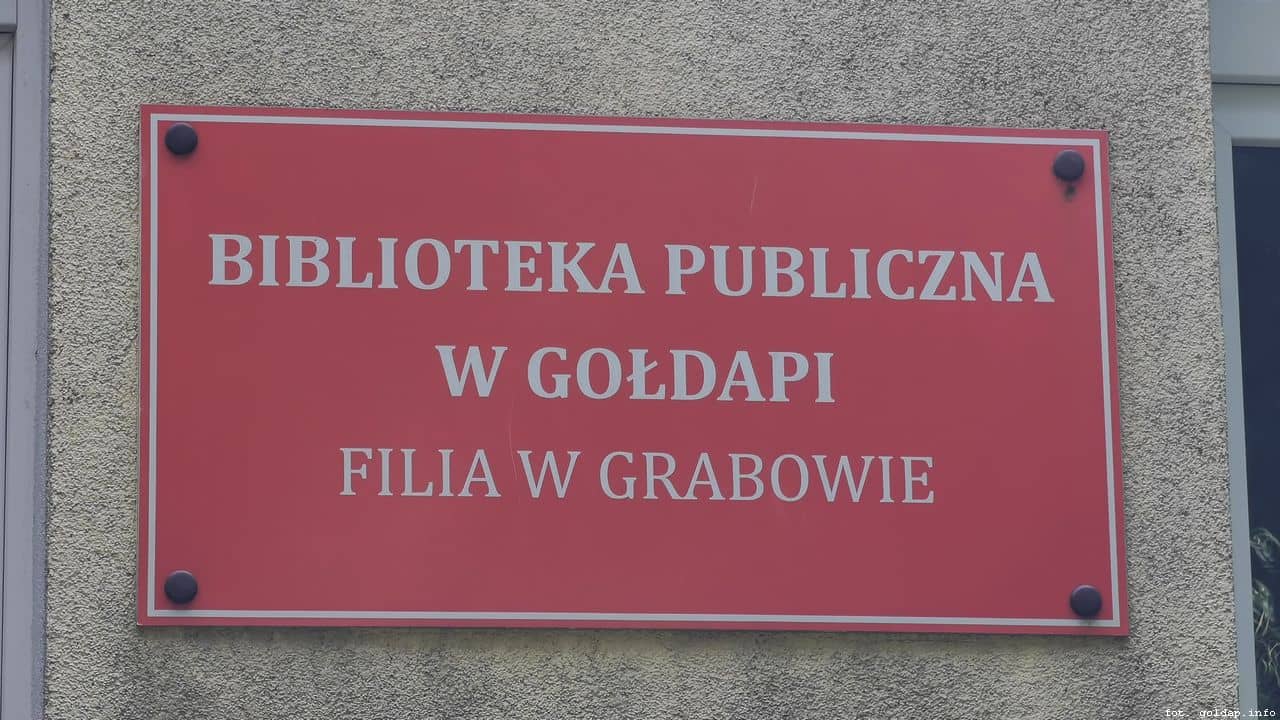 BIBLIOTEKA PUBLICZNA
W GOŁDAPI
FILIA W GRABOWIE
fot. goldap.info